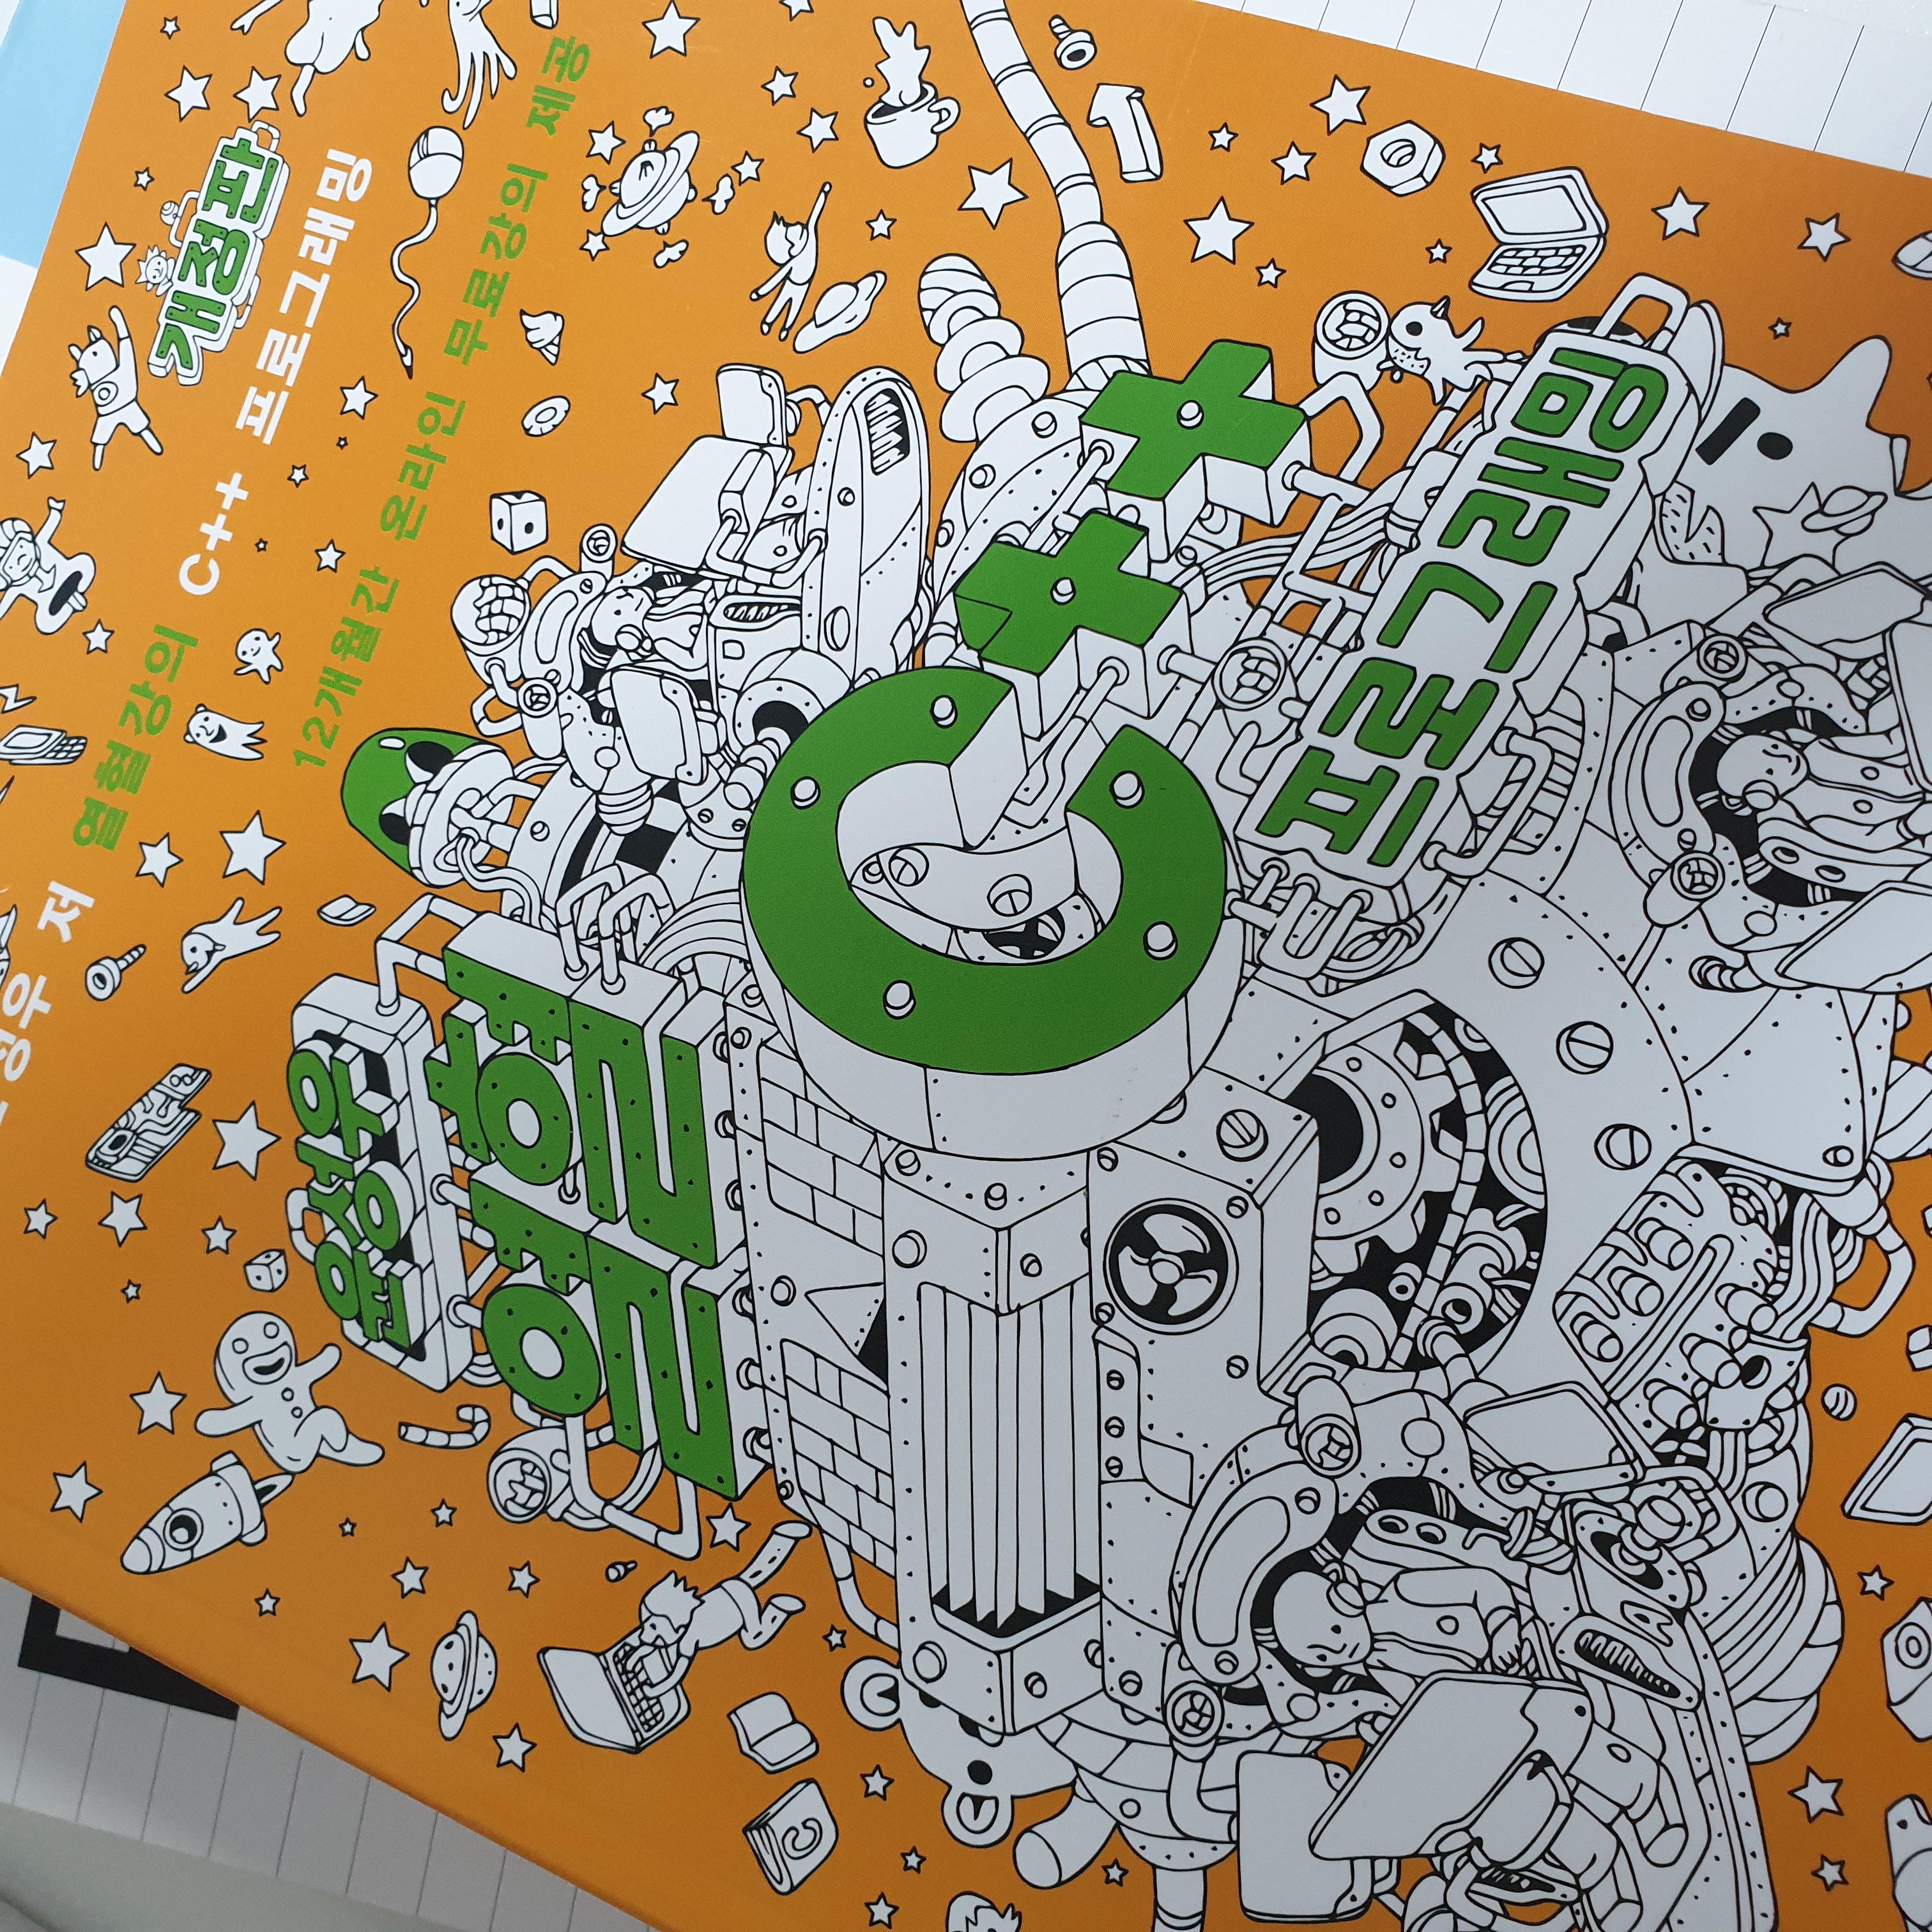 우 저 열혈강의 C++ 프로그래밍
개정판
12개월간 온라인 무료강의 제공
윤성우
열혈
C++
프로그래밍
C